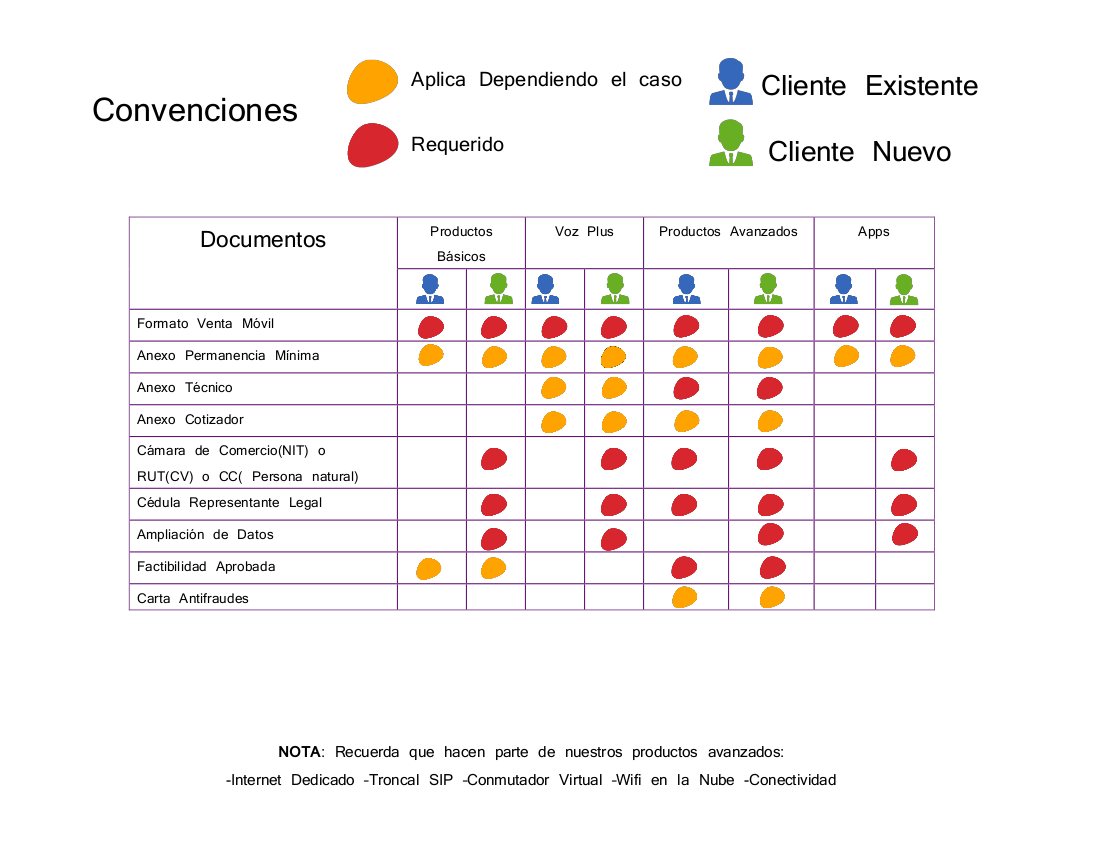 Convenciones
Aplica Dependiendo el caso
Requerido
Cliente Existente
Cliente Nuevo
Documentos
Productos
Básicos
Voz Plus
Productos Avanzados
Apps
Formato Venta Móvil
Anexo Permanencia Mínima
Anexo Técnico
Anexo Cotizador
Cámara de Comercio(NIT) o
RUT(CV) o CC( Persona natural)
Cédula Representante Legal
Ampliación de Datos
Factibilidad Aprobada
Carta Antifraudes
NOTA: Recuerda que hacen parte de nuestros productos avanzados:
-Internet Dedicado -Troncal SIP -Conmutador Virtual -Wifi en la Nube -Conectividad